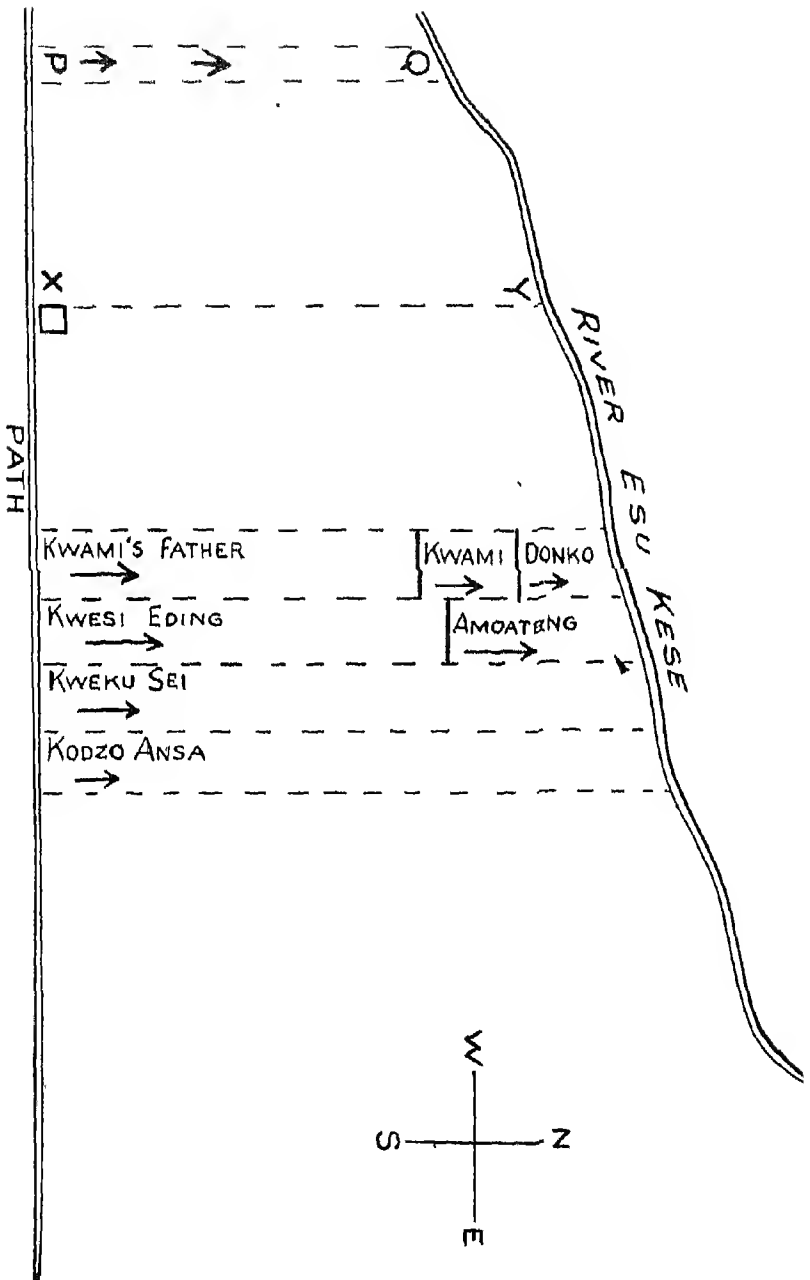 P
Q
X
Y
RIVER ESU KESE
PATH
KWAMI'S FATHER
KWAMI
DONKO
KWESI EDING
AMOATENG
KWEKU SEI
KODZO ANSA
W
S
N
E